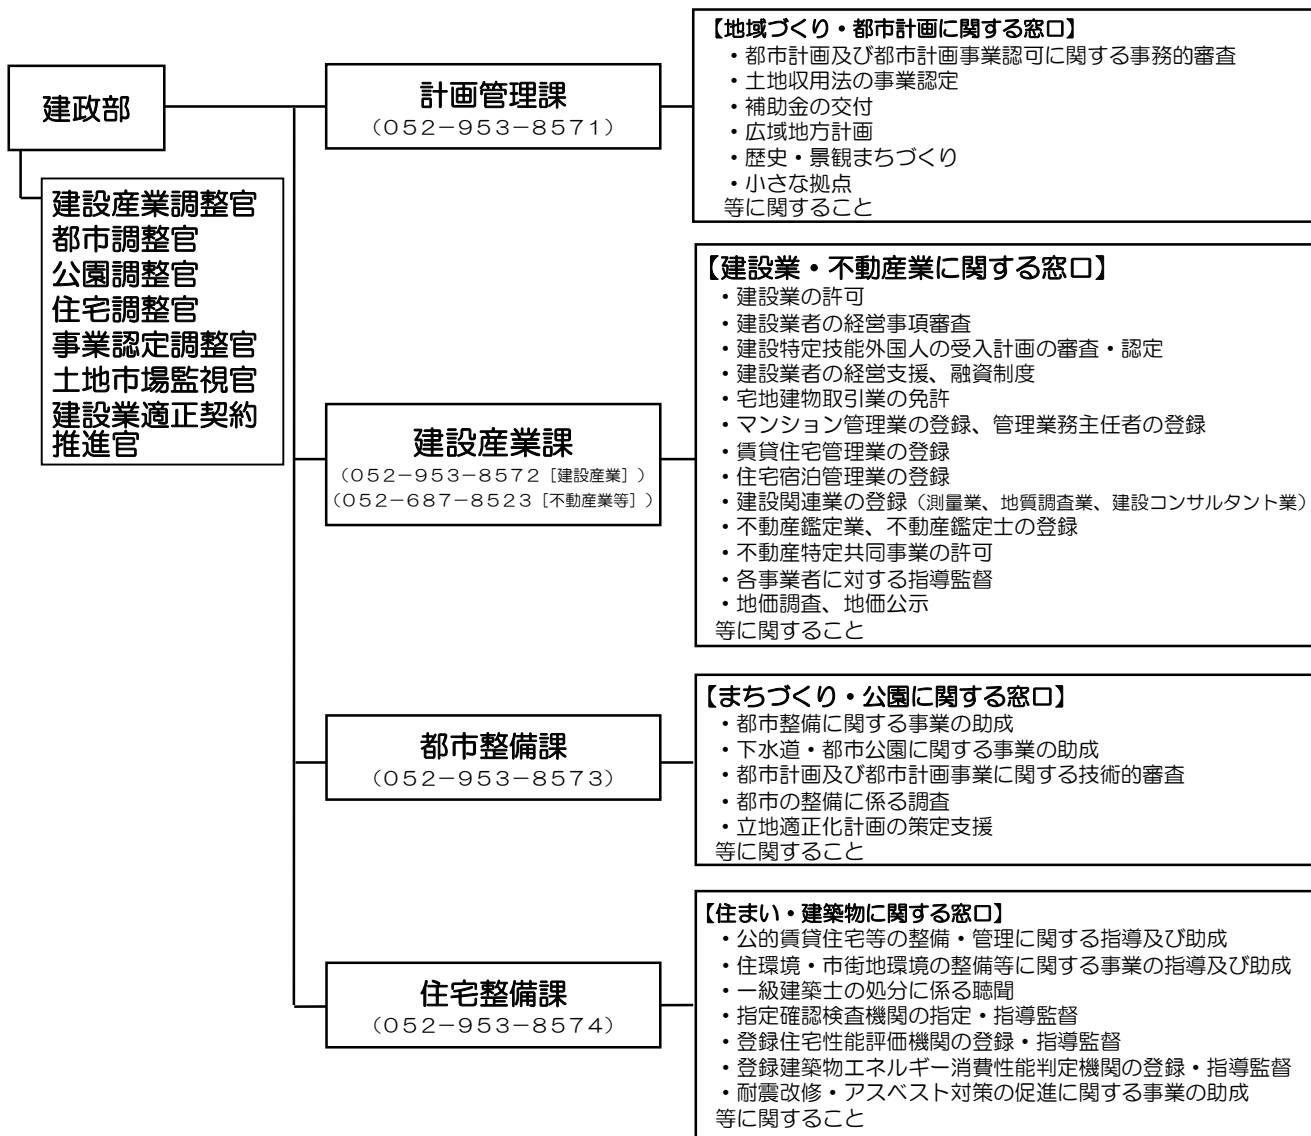 建政部
建設産業調整官
都市調整官
公園調整官
住宅調整官
事業認定調整官
土地市場監視官
建設業適正契約
推進官
計画管理課
（０５２－９５３－８５７１）
【地域づくり・都市計画に関する窓口】
・都市計画及び都市計画事業認可に関する事務的審査
・土地収用法の事業認定
・補助金の交付
・広域地方計画
・歴史・景観まちづくり
・小さな拠点
等に関すること
建設産業課
（０５２－９５３－８５７２［建設産業］）
（０５２－６８７－８５２３［不動産業等］）
【建設業・不動産業に関する窓口】
・建設業の許可
・建設業者の経営事項審査
・建設特定技能外国人の受入計画の審査・認定
・建設業者の経営支援、融資制度
・宅地建物取引業の免許
・マンション管理業の登録、管理業務主任者の登録
・賃貸住宅管理業の登録
・住宅宿泊管理業の登録
・建設関連業の登録（測量業、地質調査業、建設コンサルタント業）
・不動産鑑定業、不動産鑑定士の登録
・不動産特定共同事業の許可
・各事業者に対する指導監督
・地価調査、地価公示
等に関すること
都市整備課
（０５２－９５３－８５７３）
【まちづくり・公園に関する窓口】
・都市整備に関する事業の助成
・下水道・都市公園に関する事業の助成
・都市計画及び都市計画事業に関する技術的審査
・都市の整備に係る調査
・立地適正化計画の策定支援
等に関すること
住宅整備課
（０５２－９５３－８５７４）
【住まい・建築物に関する窓口】
・公的賃貸住宅等の整備・管理に関する指導及び助成
・住環境・市街地環境の整備等に関する事業の指導及び助成
・一級建築士の処分に係る聴聞
・指定確認検査機関の指定・指導監督
・登録住宅性能評価機関の登録・指導監督
・登録建築物エネルギー消費性能判定機関の登録・指導監督
・耐震改修・アスベスト対策の促進に関する事業の助成
等に関すること